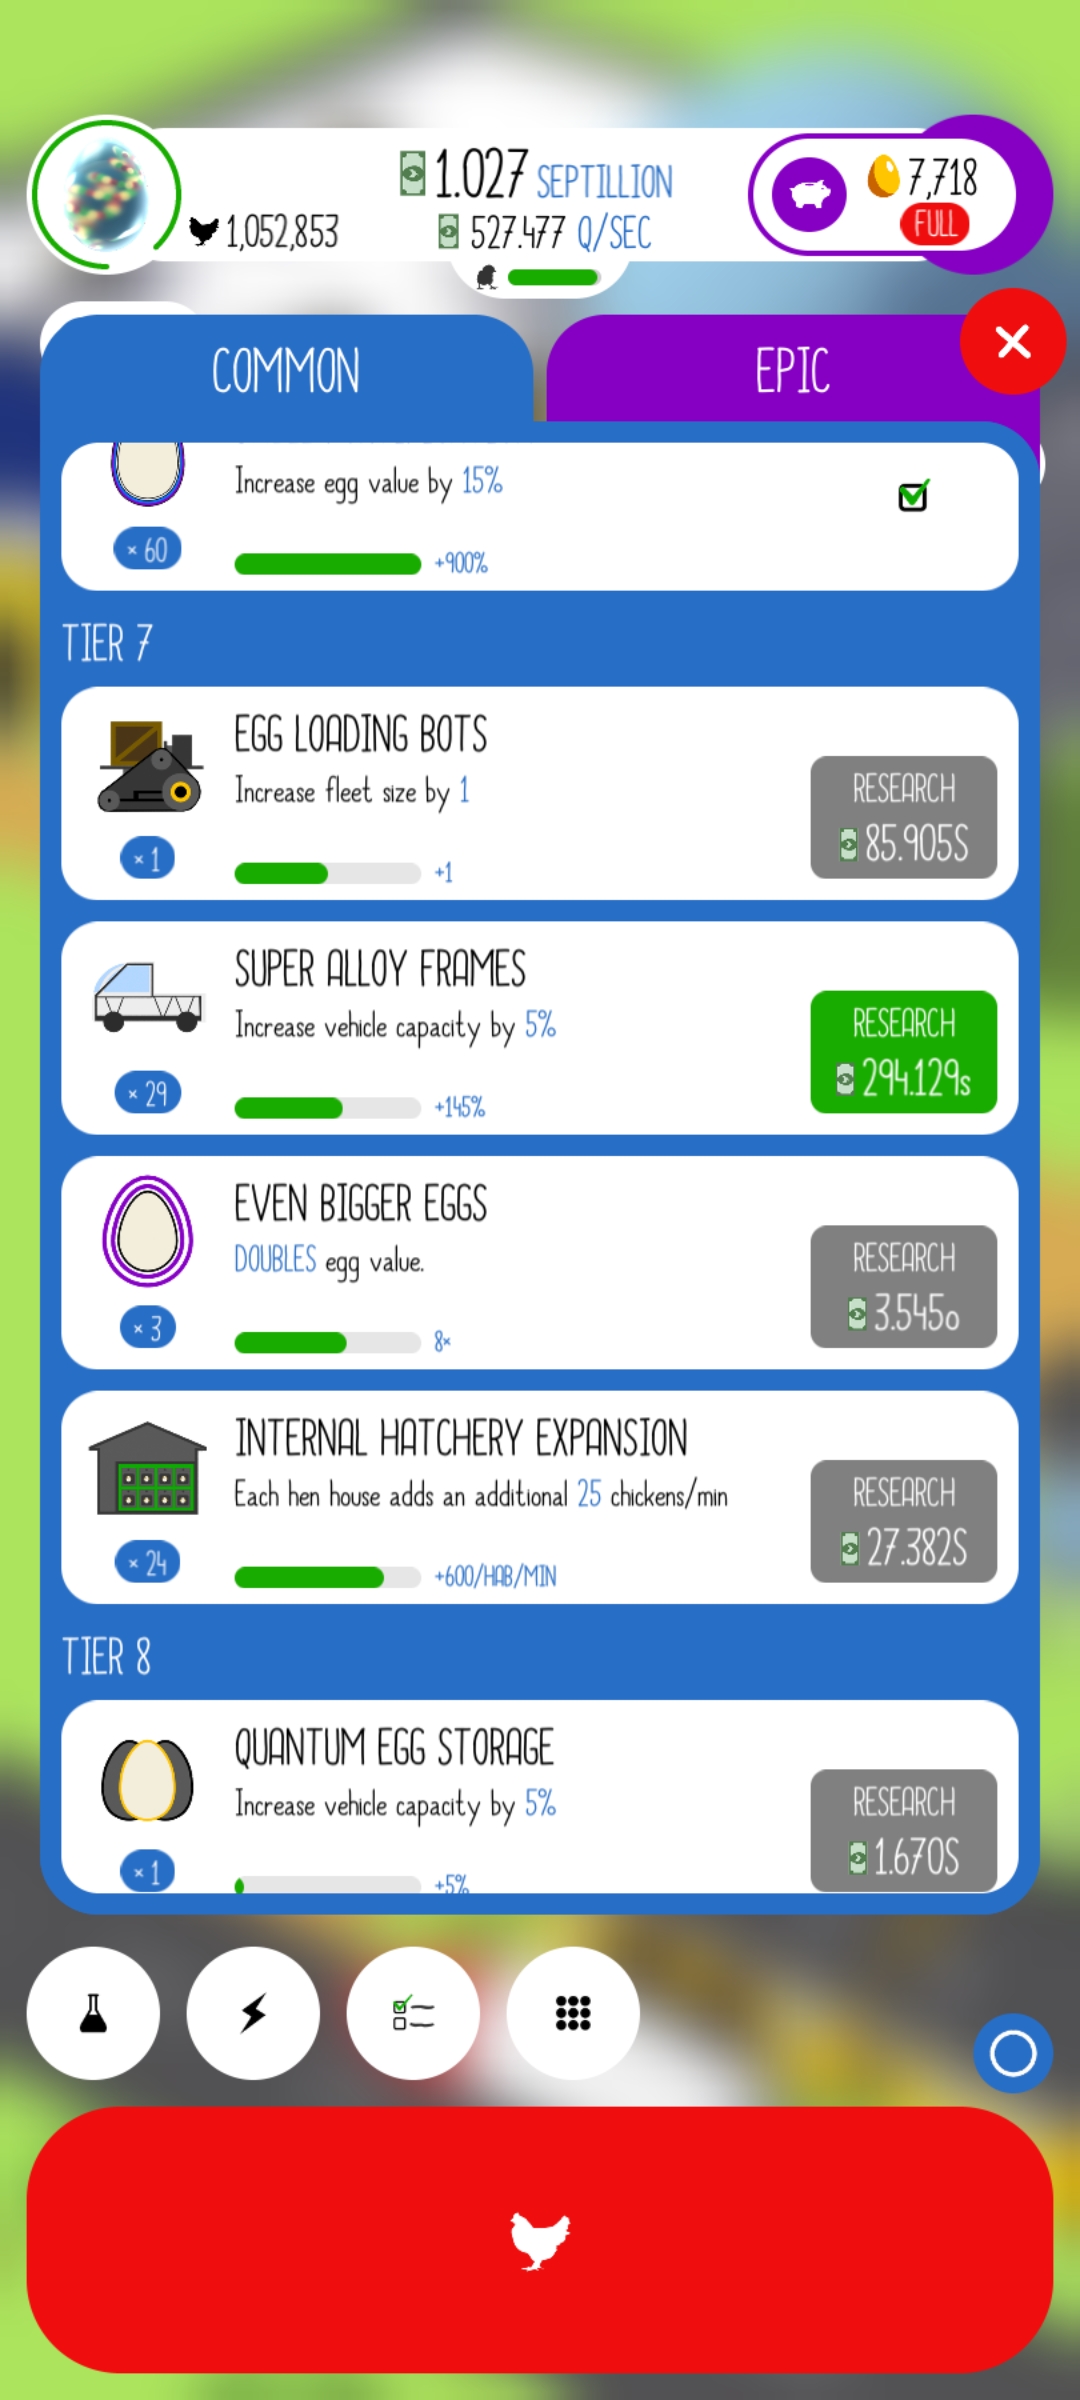 1.027 SEPTILLION
7,718
1,052,853
527.477 Q/SEC
FULL
COMMON
EPIC
Increase egg value by 15%
× 60
+900%
TIER 7
EGG LOADING BOTS
Increase fleet size by 1
RESEARCH
85.905S
× 1
+1
SUPER ALLOY FRAMES
Increase vehicle capacity by 5%
RESEARCH
294.129s
× 29
+145%
EVEN BIGGER EGGS
DOUBLES egg value.
RESEARCH
3.545o
× 3
8×
INTERNAL HATCHERY EXPANSION
Each hen house adds an additional 25 chickens/min
RESEARCH
27.382S
× 24
+600/HAB/MIN
TIER 8
QUANTUM EGG STORAGE
Increase vehicle capacity by 5%
RESEARCH
1.670S
× 1
+5%